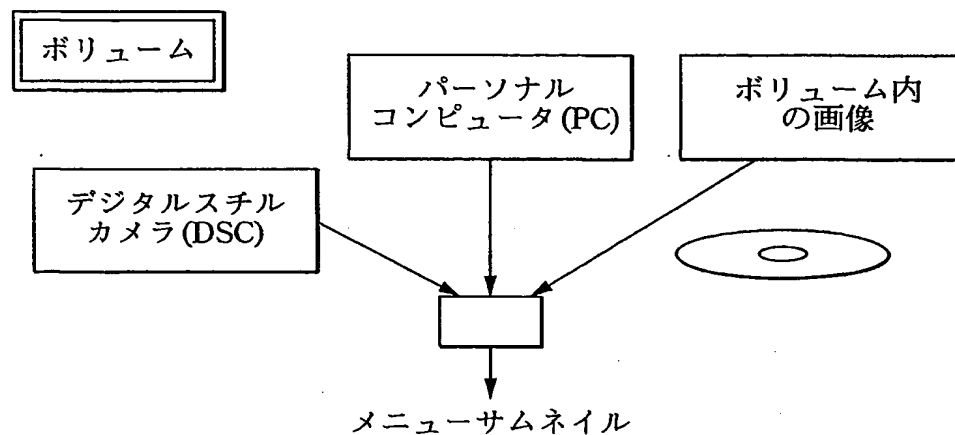 ボリューム
パーソナル
コンピュータ(PC)
ボリューム内
の画像
デジタルスチル
カメラ(DSC)
メニューサムネイル